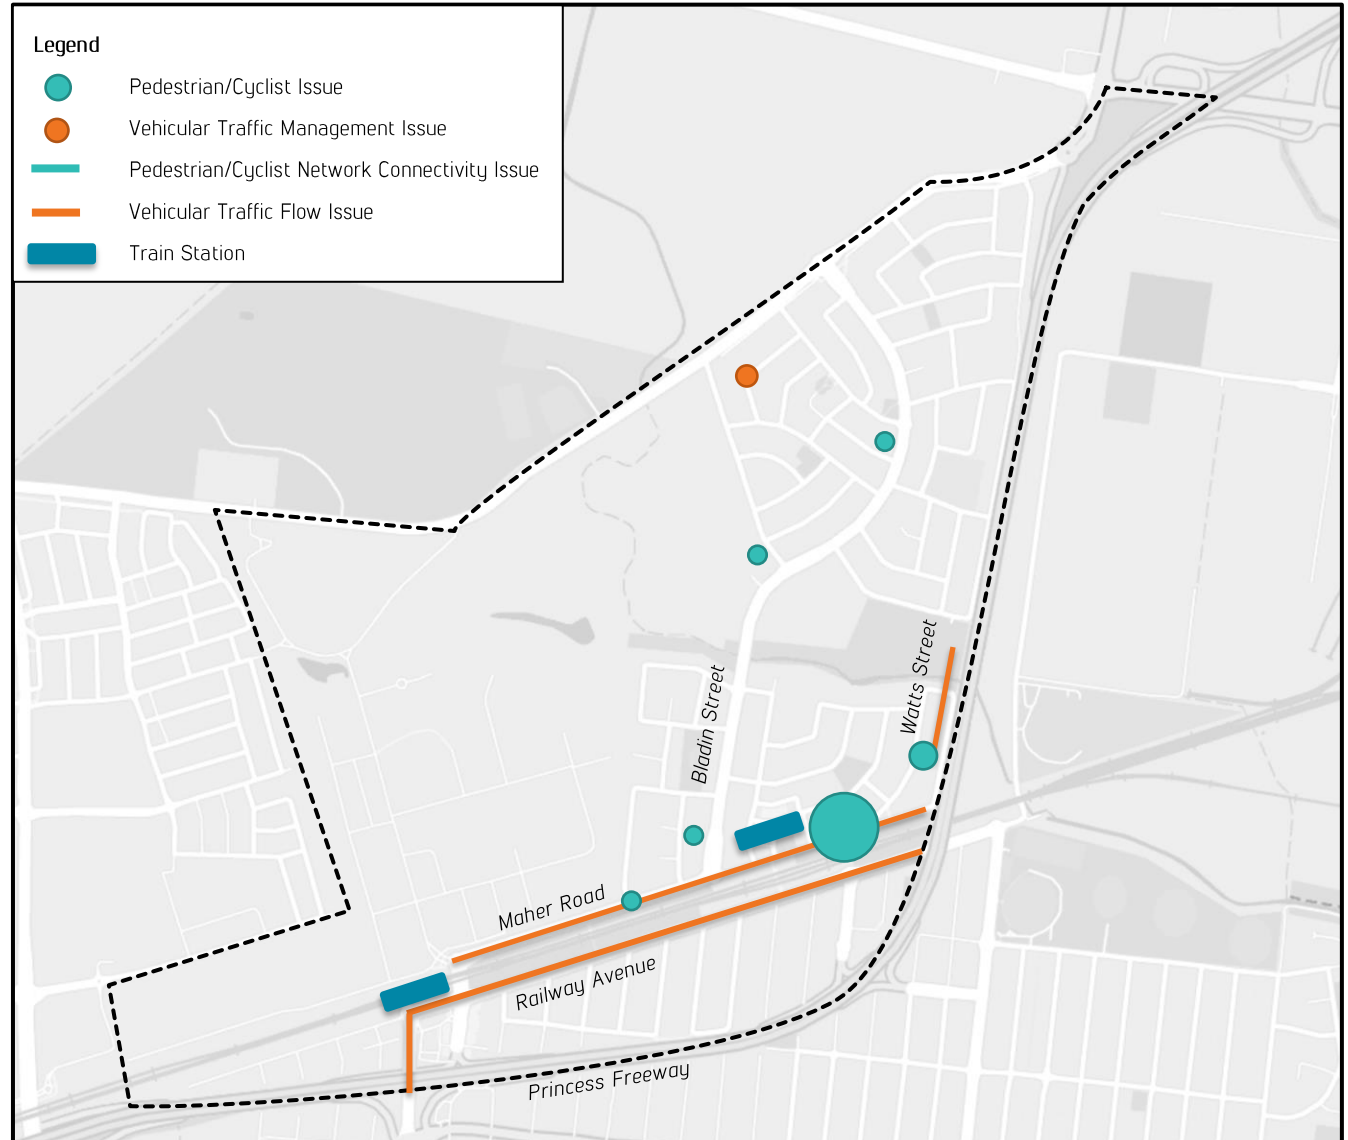 Legend
Pedestrian/Cyclist Issue
Vehicular Traffic Management Issue
Pedestrian/Cyclist Network Connectivity Issue
Vehicular Traffic Flow Issue
Train Station
Watts Street
Bladin Street
Maher Road
Railway Avenue
Princess Freeway